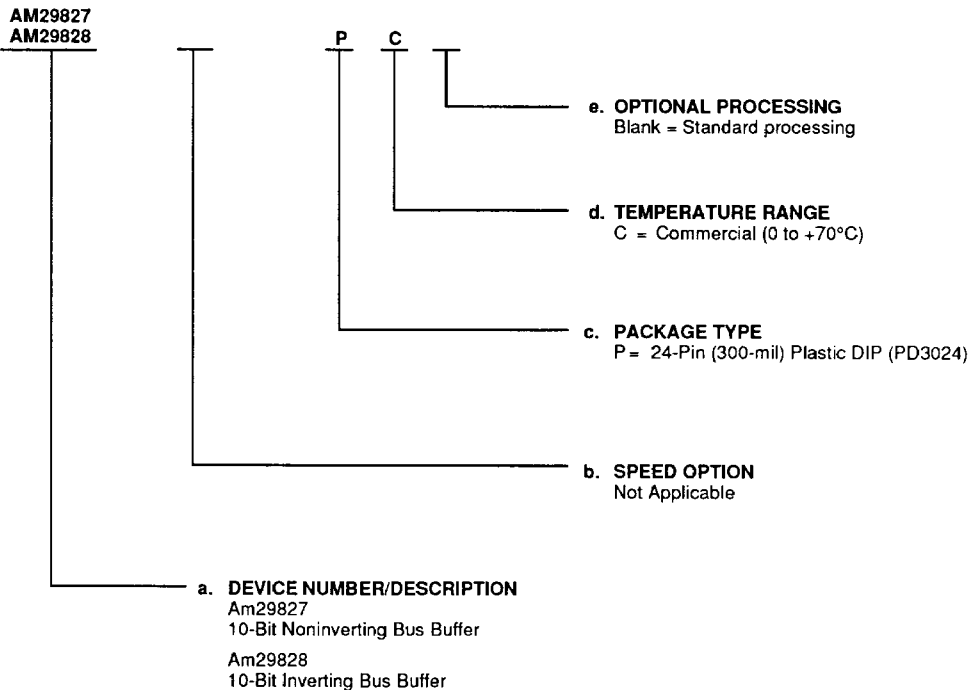 AM29827
AM29828
P C
e. OPTIONAL PROCESSING
Blank = Standard processing
d. TEMPERATURE RANGE
C = Commercial (0 to +70°C)
c. PACKAGE TYPE
P = 24-Pin (300-mil) Plastic DIP (PD3024)
b. SPEED OPTION
Not Applicable
a. DEVICE NUMBER/DESCRIPTION
Am29827
10-Bit Noninverting Bus Buffer
Am29828
10-Bit Inverting Bus Buffer